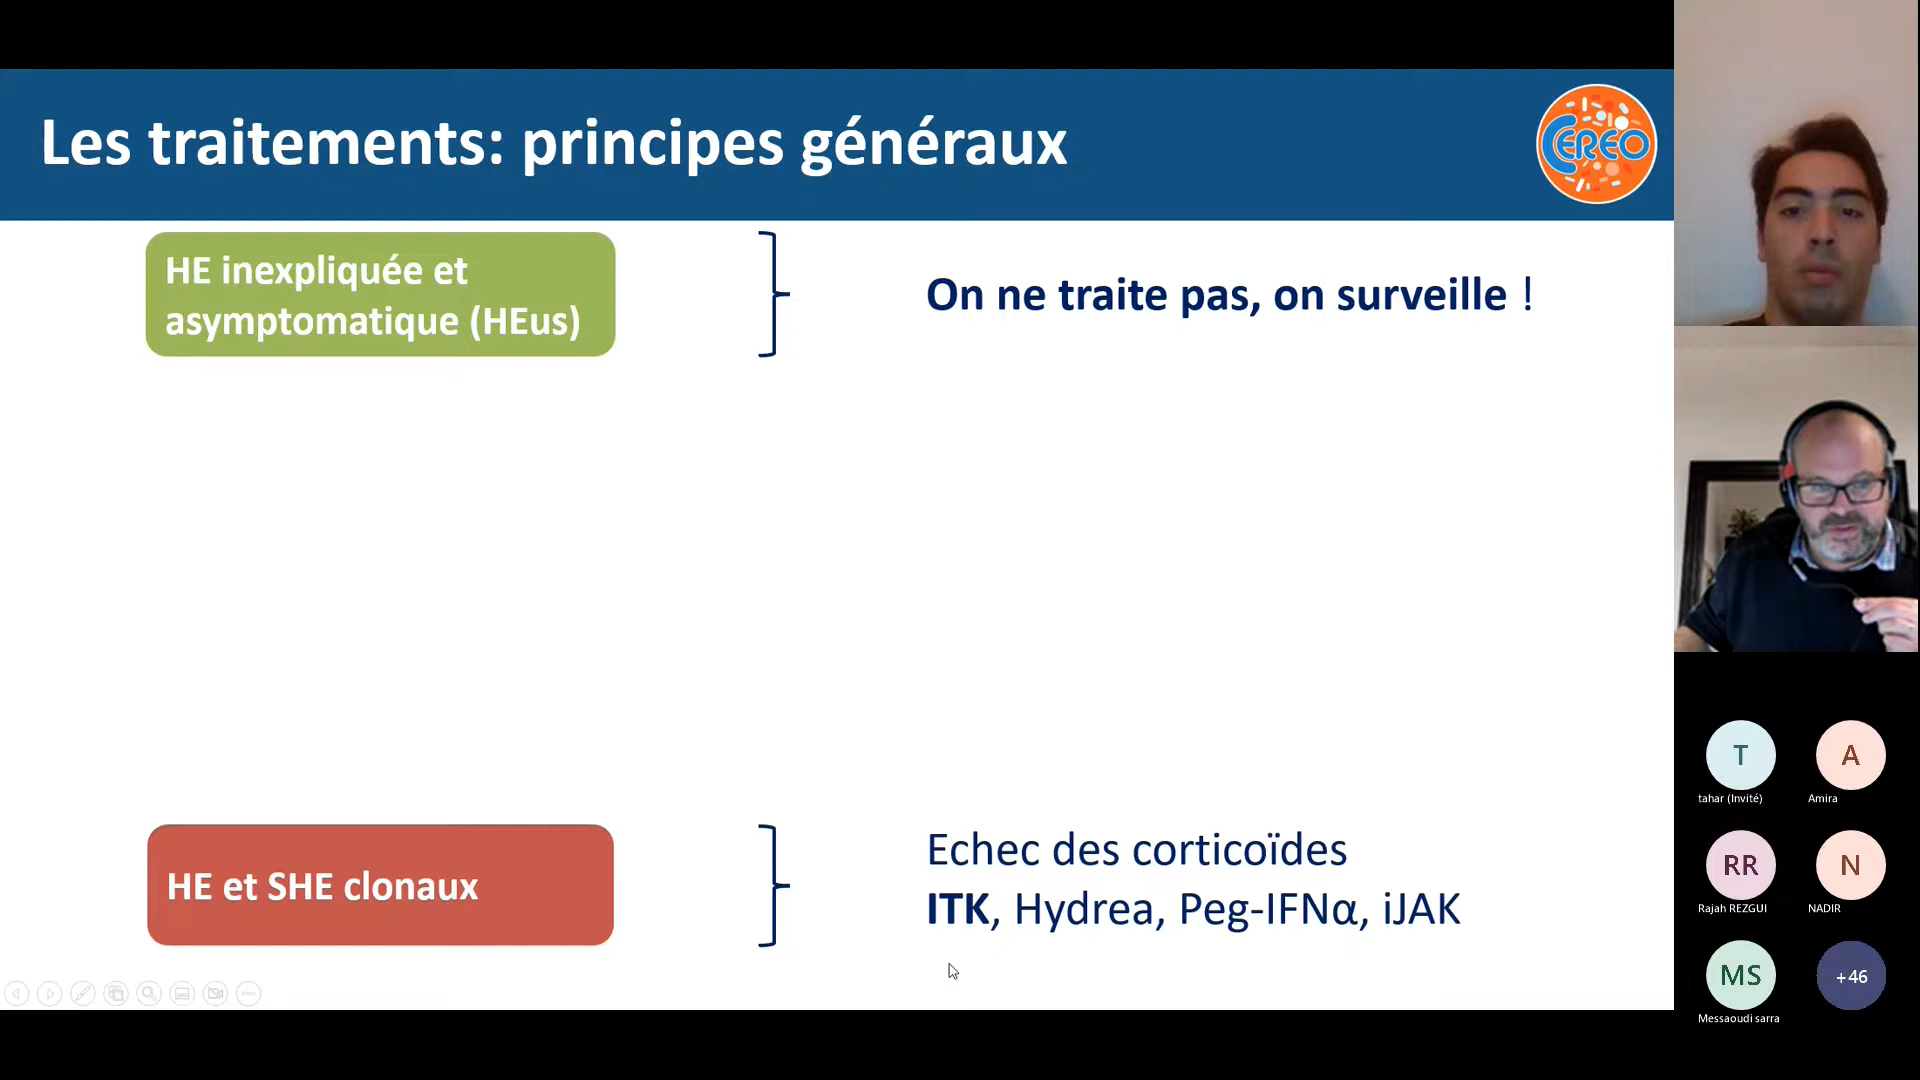 Les traitements: principes généraux
CEREO
HE inexpliquée et
asymptomatique (HEus)
On ne traite pas, on surveille !
HE et SHE clonaux
Echec des corticoïdes
ITK, Hydrea, Peg-IFNα, iJAK
T
A
tahar (Invité)
Amira
RR
N
Rajah REZGUI
NADIR
MS
+46
Messaoudi sarra